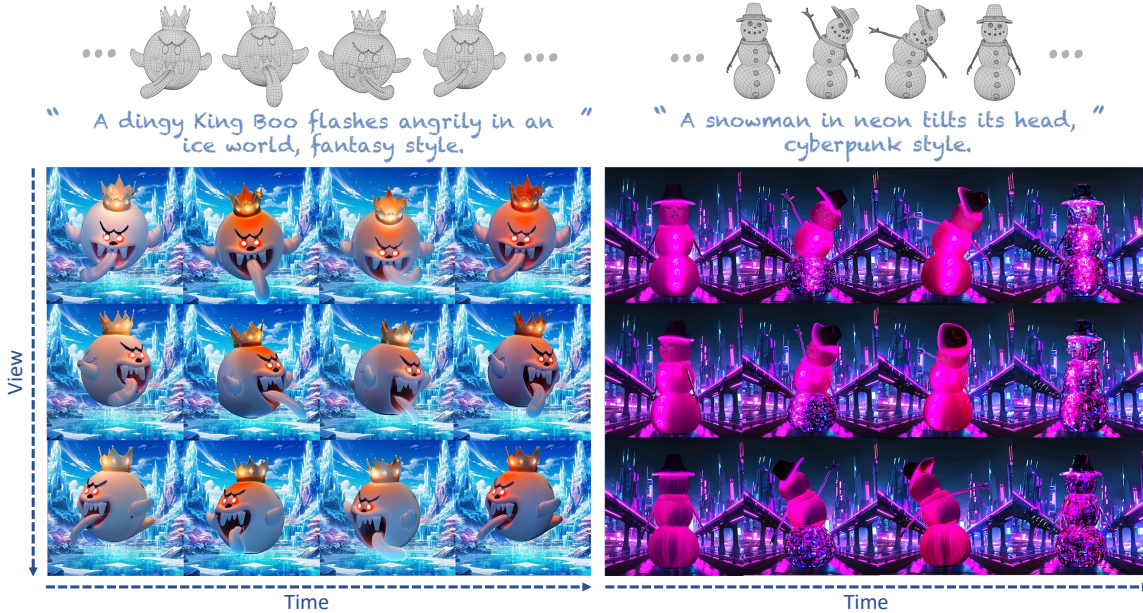 “ A dingy King Boo flashes angrily in an ”
ice world, fantasy style.
“ A snowman in neon tilts its head, ”
cyberpunk style.
View
Time
Time